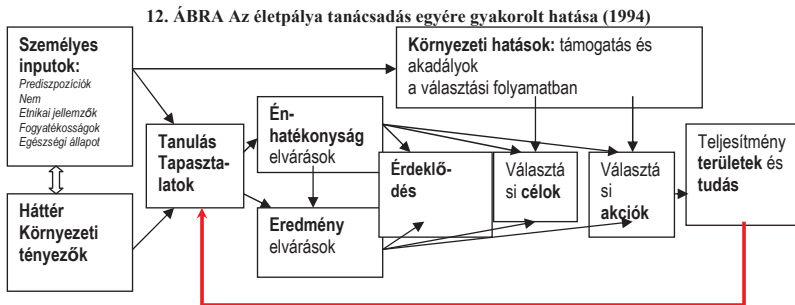 12. ÁBRA Az életpálya tanácsadás egyére gyakorolt hatása (1994)
Személyes
inputok:
Prediszpozíciók
Nem
Etnikai jellemzők
Fogyatékosságok
Egészségi állapot
Környezeti hatások: támogatás és
akadályok
a választási folyamatban
Háttér
Környezeti
tényezők
Tanulás
Tapaszta-
latok
Én-
hatékonyság
elvárások
Eredmény
elvárások
Érdeklő-
dés
Választá
si célok
Választá
si
akciók
Teljesítmény
területek és
tudás